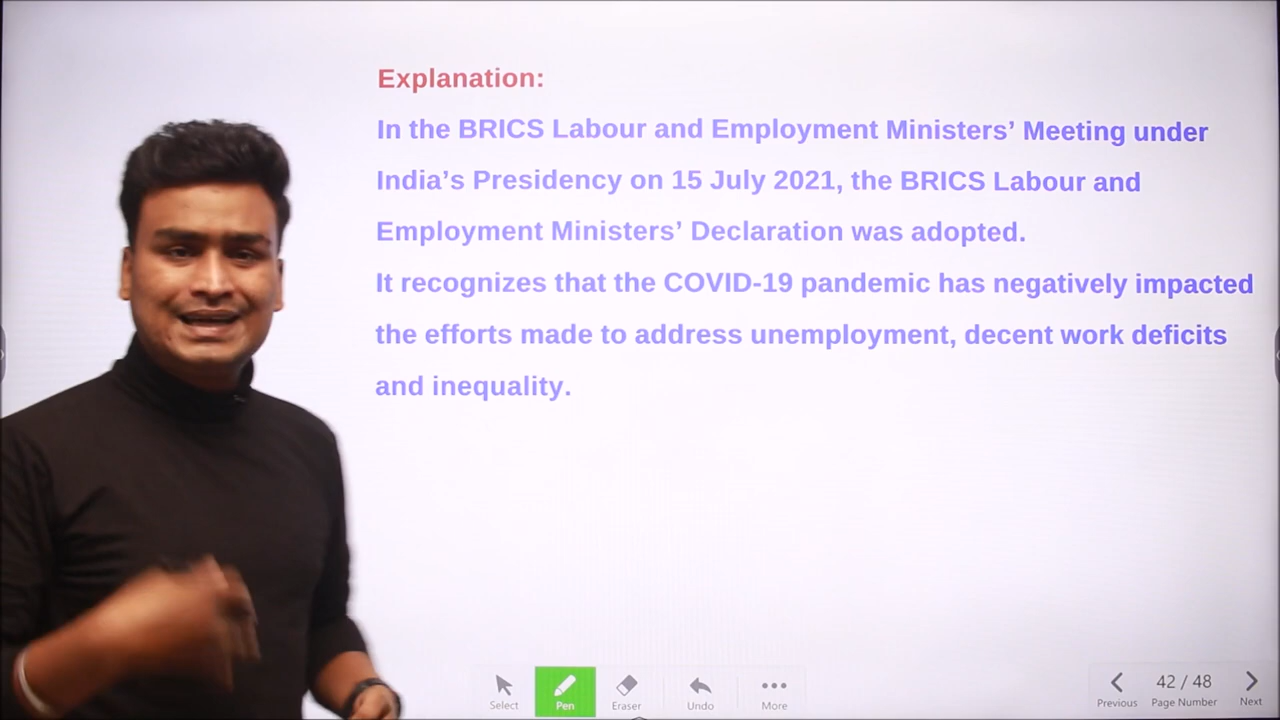 Explanation:
In the BRICS Labour and Employment Ministers’ Meeting under
India’s Presidency on 15 July 2021, the BRICS Labour and
Employment Ministers’ Declaration was adopted.
It recognizes that the COVID-19 pandemic has negatively impacted
the efforts made to address unemployment, decent work deficits
and inequality.
Select
Pen
Eraser
Undo
More
Previous
42 / 48
Page Number
Next